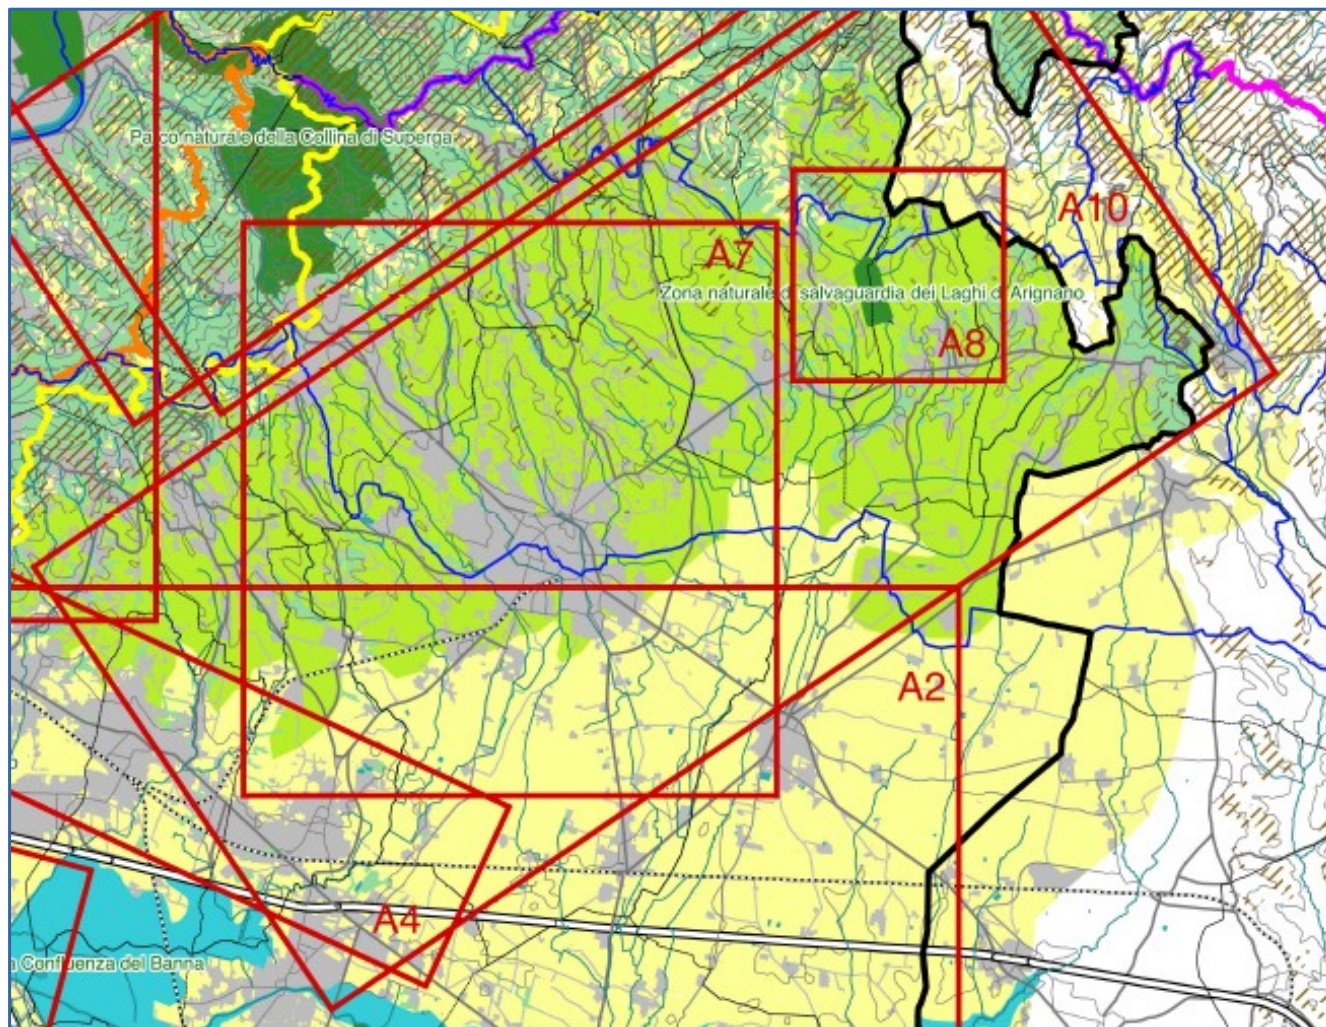 Parco naturale della Collina di Superga
A10
A7
Zona naturale di salvaguardia dei Laghi di Arignano
A8
A2
A4
a Confluenza del Banna